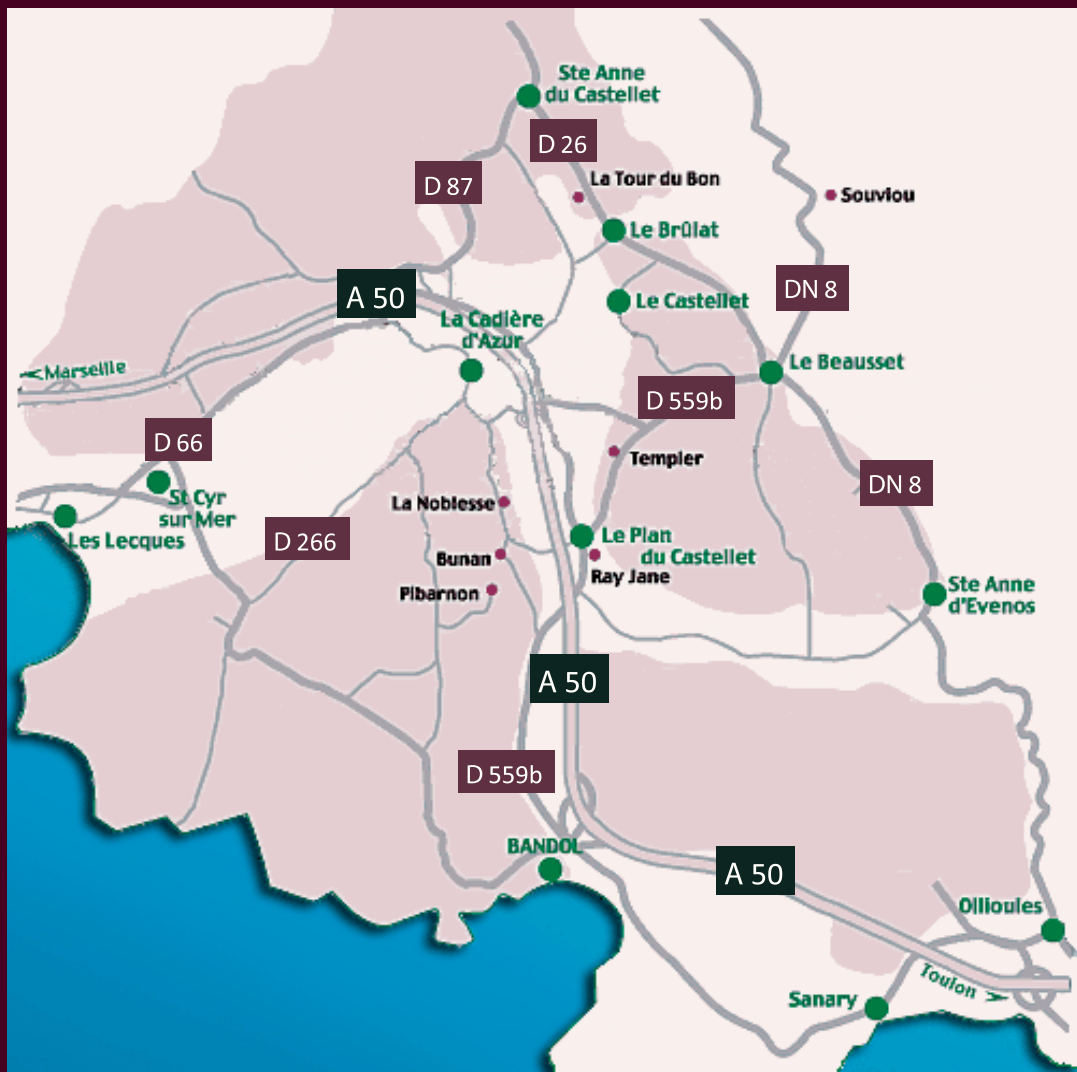 Ste Anne
du Castellet
D 26
D 87
La Tour du Bon
Souviou
Le Brûlat
A 50
DN 8
Le Castellet
La Cadière
d'Azur
Le Beausset
Marseille
D 559b
D 66
Templer
DN 8
St Cyr
sur Mer
La Noblesse
Les Lecques
D 266
Le Plan
du Castellet
Bunan
Ray Jane
Pibarnon
Ste Anne
d'Evenos
A 50
D 559b
BANDOL
A 50
Ollioules
Toulon
Sanary